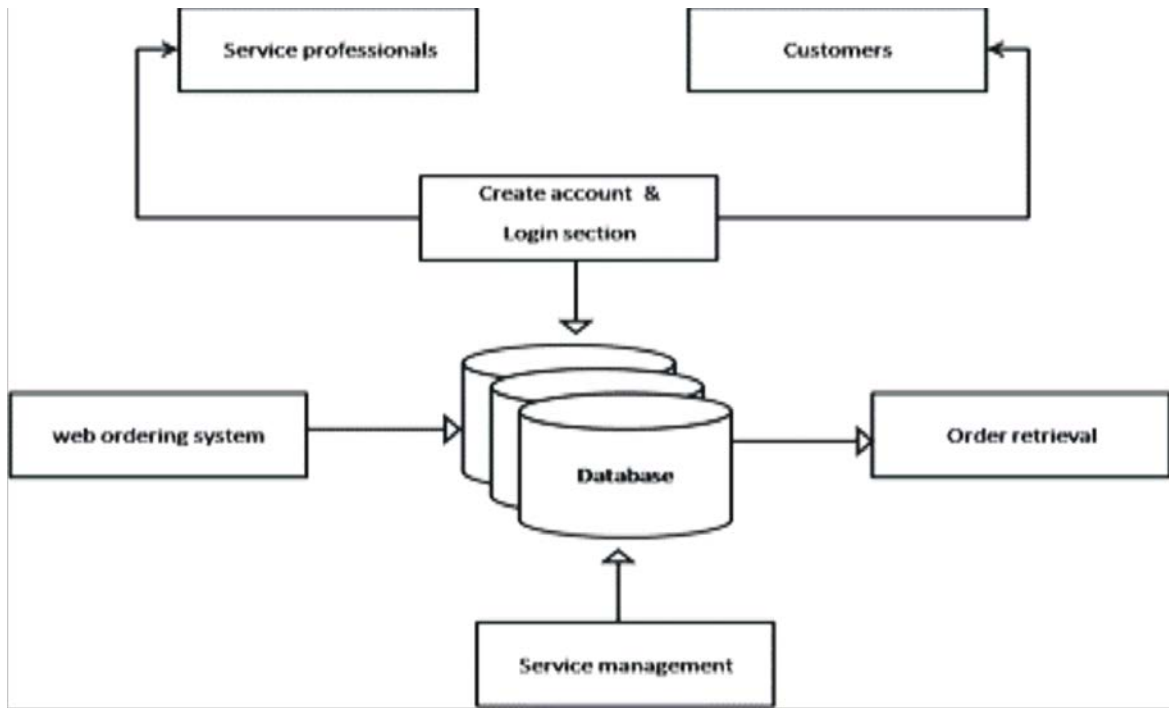 Service professionals
Customers
Create account &
Login section
web ordering system
Database
Order retrieval
Service management